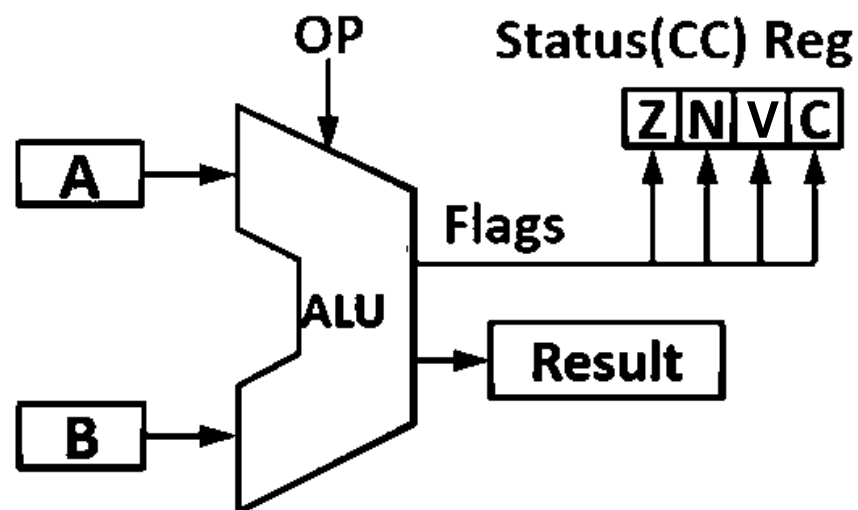 OP
Status(CC) Reg
Z N V C
A
Flags
ALU
Result
B